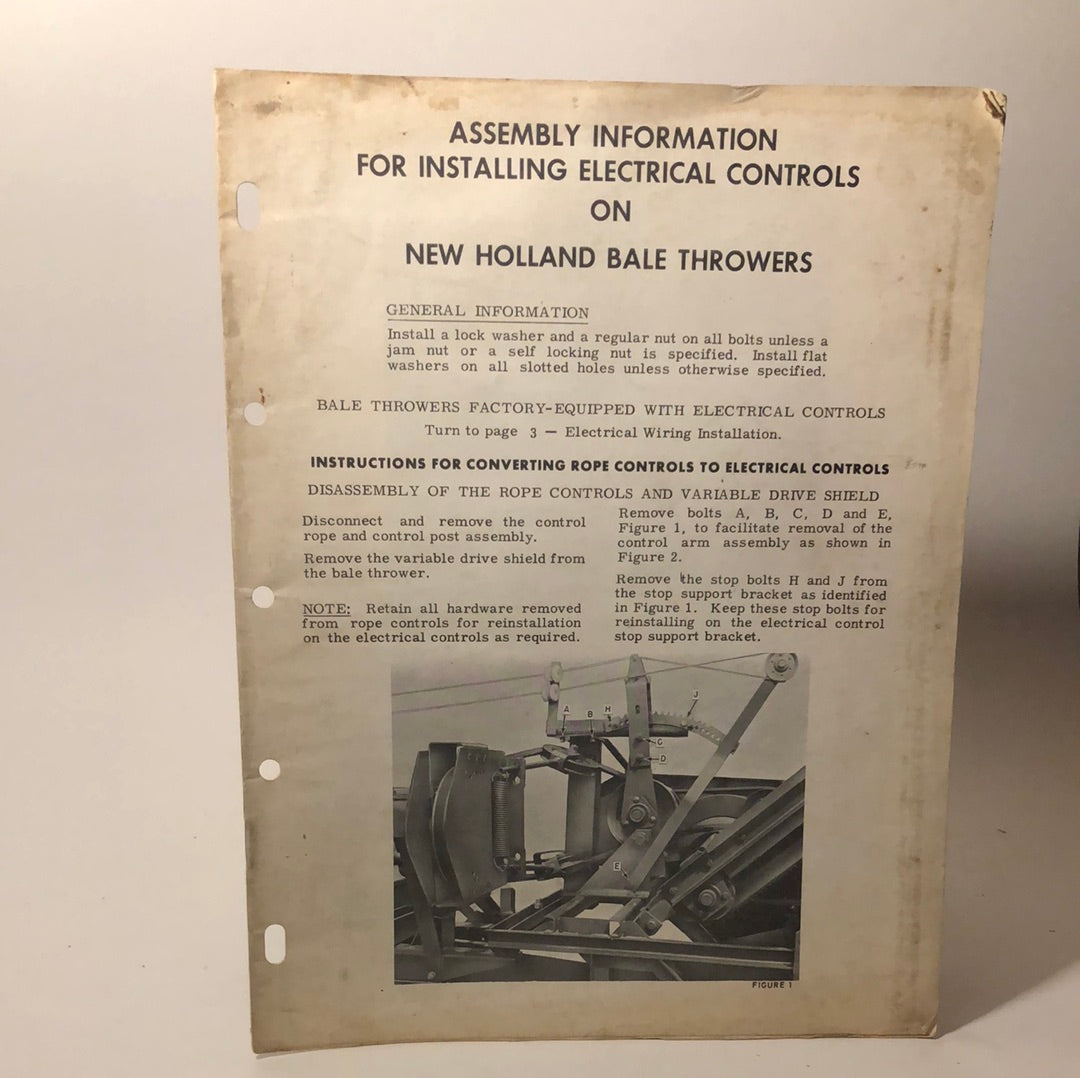 ASSEMBLY INFORMATION
FOR INSTALLING ELECTRICAL CONTROLS
ON
NEW HOLLAND BALE THROWERS
GENERAL INFORMATION
Install a lock washer and a regular nut on all bolts unless a
jam nut or a self locking nut is specified. Install flat
washers on all slotted holes unless otherwise specified.
BALE THROWERS FACTORY-EQUIPPED WITH ELECTRICAL CONTROLS
Turn to page 3 — Electrical Wiring Installation.
INSTRUCTIONS FOR CONVERTING ROPE CONTROLS TO ELECTRICAL CONTROLS
DISASSEMBLY OF THE ROPE CONTROLS AND VARIABLE DRIVE SHIELD
Disconnect and remove the control
rope and control post assembly.
Remove the variable drive shield from
the bale thrower.
NOTE: Retain all hardware removed
from rope controls for reinstallation
on the electrical controls as required.
Remove bolts A, B, C, D and E,
Figure 1, to facilitate removal of the
control arm assembly as shown in
Figure 2.
Remove the stop bolts H and J from
the stop support bracket as identified
in Figure 1. Keep these stop bolts for
reinstalling on the electrical control
stop support bracket.
J
A
B
H
C
D
E
FIGURE 1